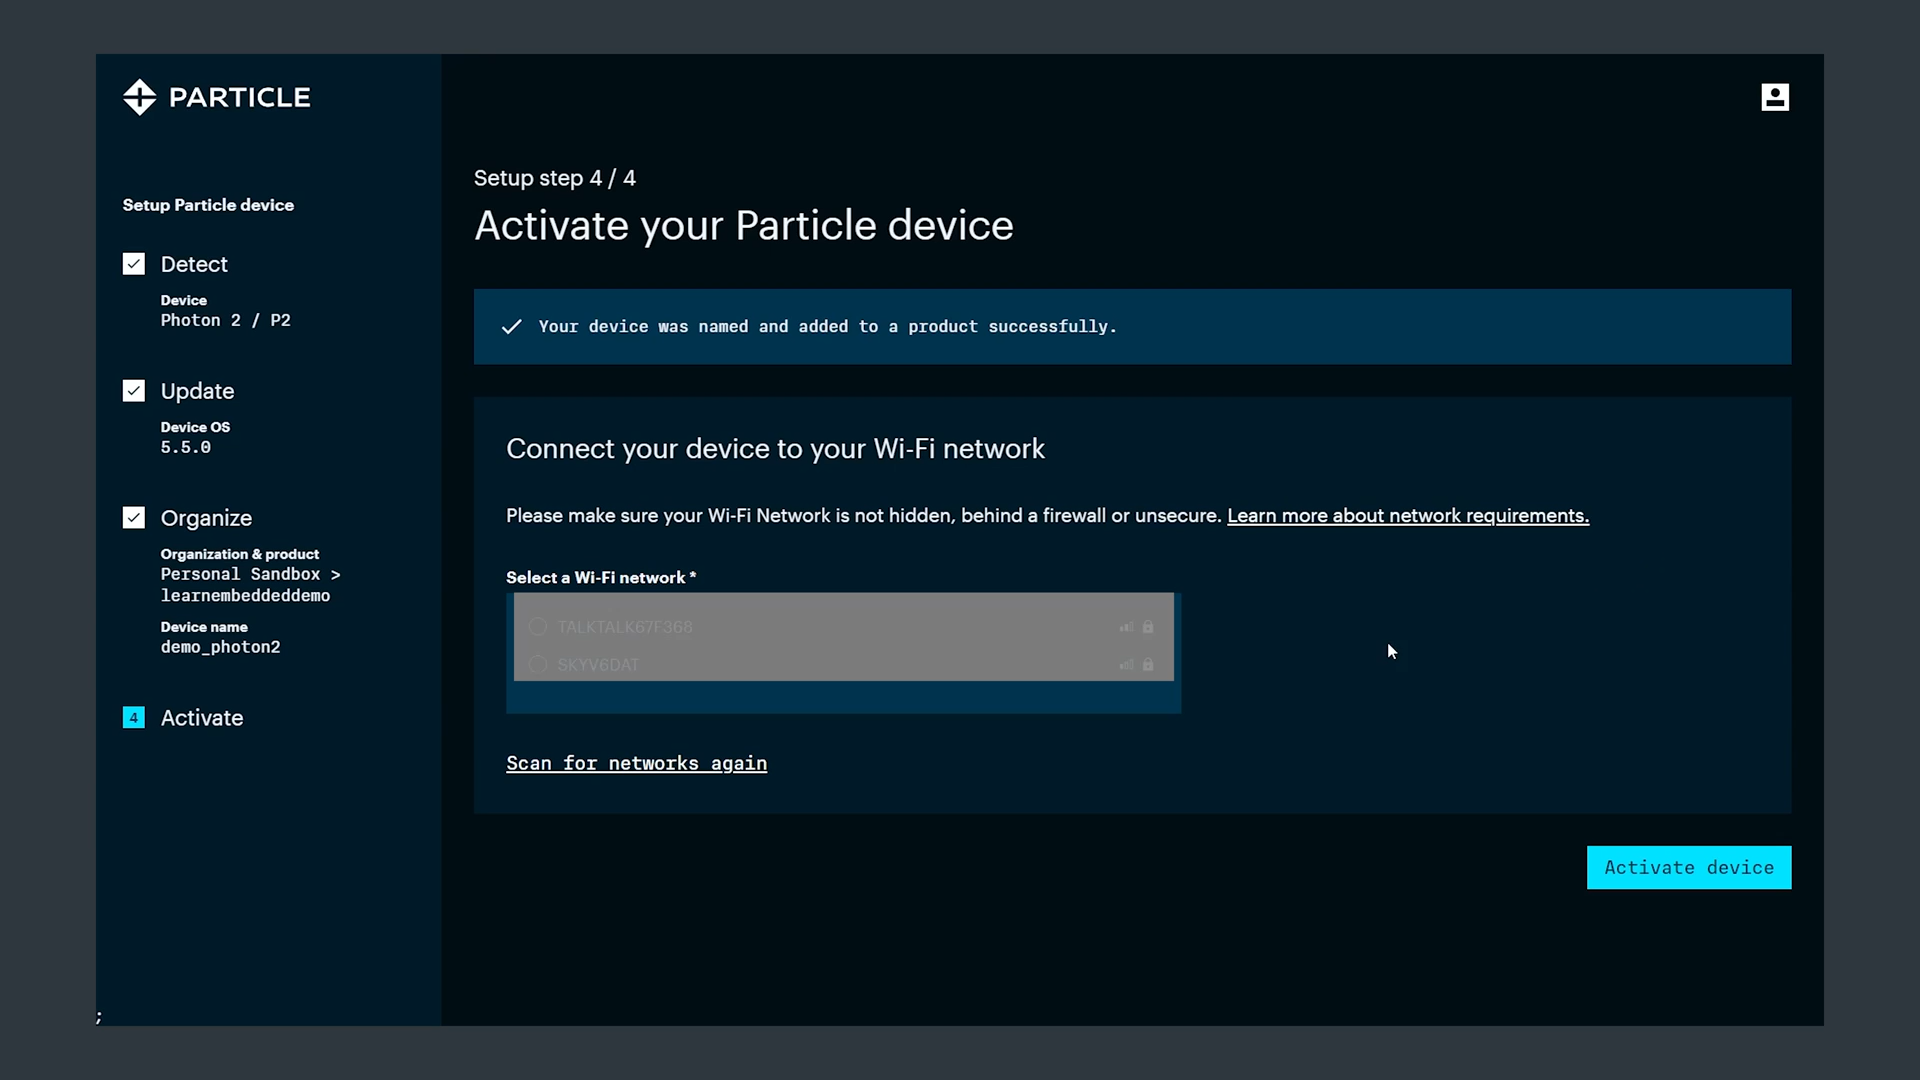 PARTICLE
Setup Particle device
Detect
Device
Photon 2 / P2
Update
Device OS
5.5.0
Organize
Organization & product
Personal Sandbox >
learnembeddeddemo
Device name
demo_photon2
4 Activate
;
Setup step 4 / 4
Activate your Particle device
Your device was named and added to a product successfully.
Connect your device to your Wi-Fi network
Please make sure your Wi-Fi Network is not hidden, behind a firewall or unsecure. Learn more about network requirements.
Select a Wi-Fi network *
TALKTALK67F368
SKYV6DAT
Scan for networks again
Activate device